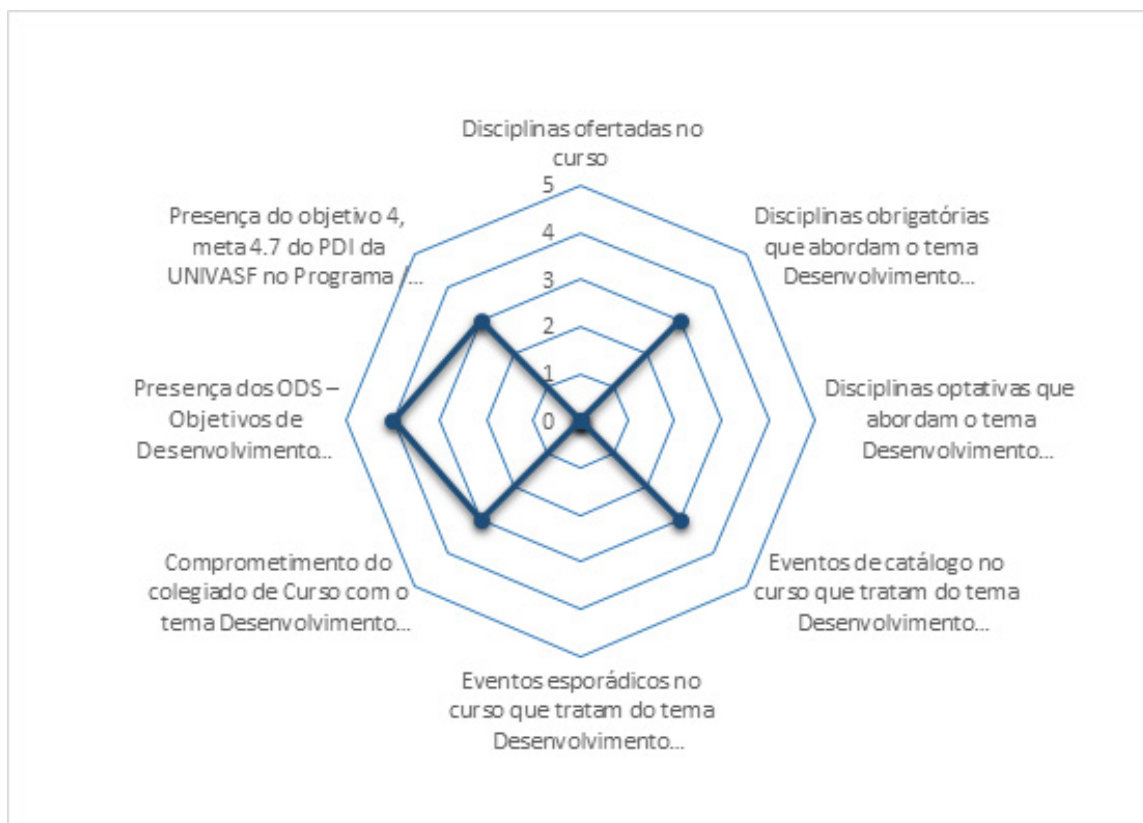 Disciplinas ofertadas no
curso
5
4
3
2
1
0
Disciplinas obrigatórias
que abordam o tema
Desenvolvimento...
Disciplinas optativas que
abordam o tema
Desenvolvimento...
Eventos de catálogo no
curso que tratam do tema
Desenvolvimento...
Eventos esporádicos no
curso que tratam do tema
Desenvolvimento...
Comprometimento do
colegiado de Curso com o
tema Desenvolvimento...
Presença dos ODS –
Objetivos de
Desenvolvimento...
Presença do objetivo 4,
meta 4.7 do PDI da
UNIVASF no Programa /...